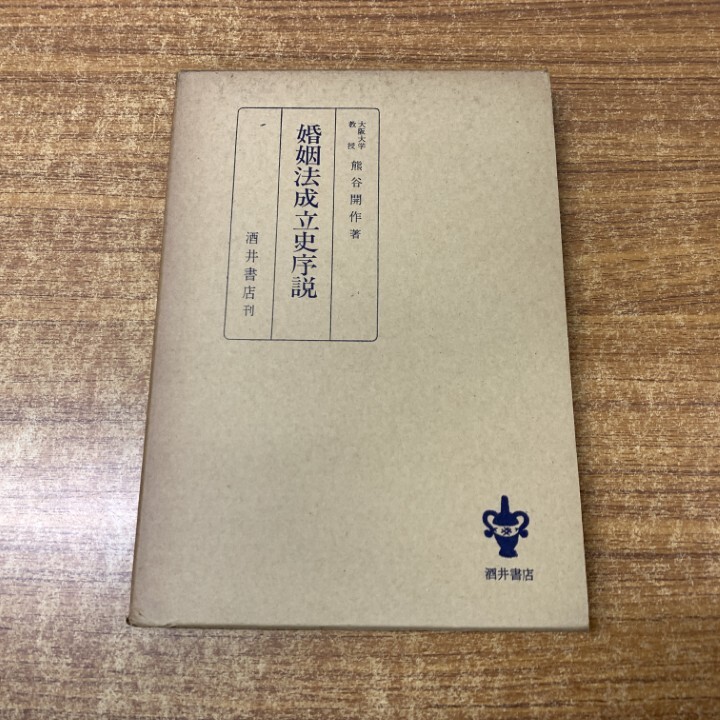 大阪大学
教授
熊谷開作著
婚姻法成立史序説
酒井書店刊
酒井書店